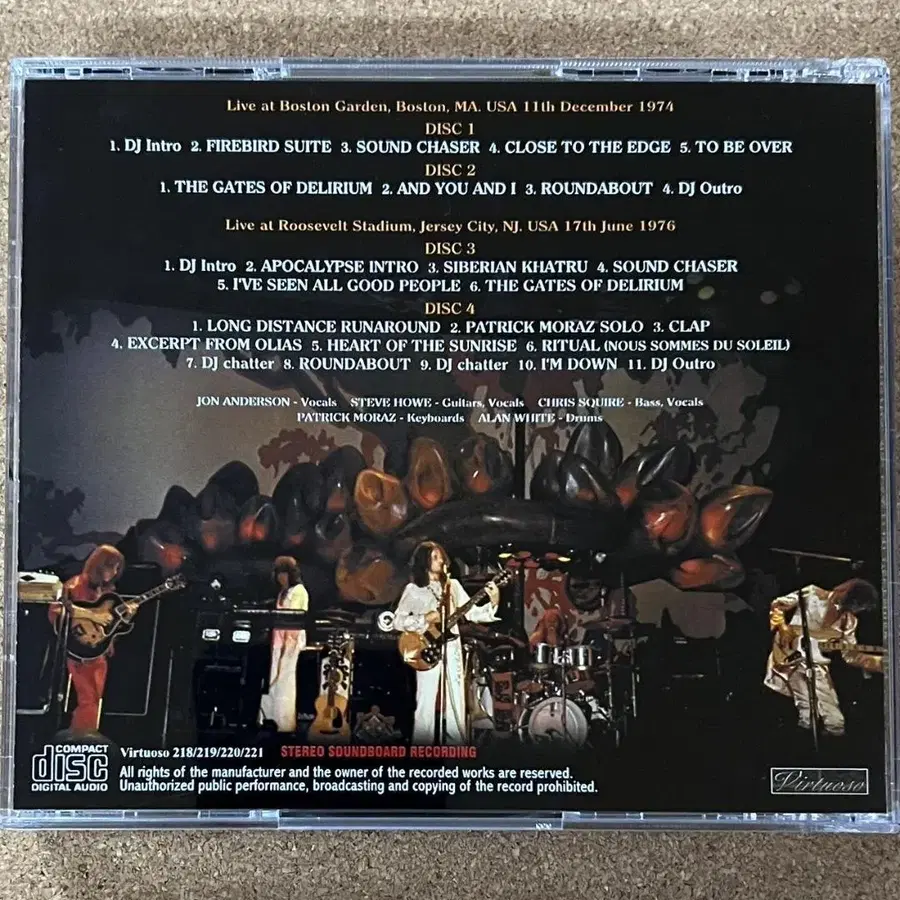 Live at Boston Garden, Boston, MA. USA 11th December 1974
DISC 1
1. DJ Intro 2. FIREBIRD SUITE 3. SOUND CHASER 4. CLOSE TO THE EDGE 5. TO BE OVER
DISC 2
1. THE GATES OF DELIRIUM 2. AND YOU AND I 3. ROUNDABOUT 4. DJ Outro
Live at Roosevelt Stadium, Jersey City, NJ. USA 17th June 1976
DISC 3
1. DJ Intro 2. APOCALYPSE INTRO 3. SIBERIAN KHATRU 4. SOUND CHASER
5. I'VE SEEN ALL GOOD PEOPLE 6. THE GATES OF DELIRIUM
DISC 4
1. LONG DISTANCE RUNAROUND 2. PATRICK MORAZ SOLO 3. CLAP
4. EXCERPT FROM OLIAS 5. HEART OF THE SUNRISE 6. RITUAL (NOUS SOMMES DU SOLEIL)
7. DJ chatter 8. ROUNDABOUT 9. DJ chatter 10. I'M DOWN 11. DJ Outro
JON ANDERSON - Vocals STEVE HOWE - Guitars, Vocals CHRIS SQUIRE - Bass, Vocals
PATRICK MORAZ - Keyboards ALAN WHITE - Drums
COMPACT
disc
DIGITAL AUDIO
Virtuoso 218/219/220/221 STEREO SOUNDBOARD RECORDING
All rights of the manufacturer and the owner of the recorded works are reserved.
Unauthorized public performance, broadcasting and copying of the record prohibited.
Virtuoso